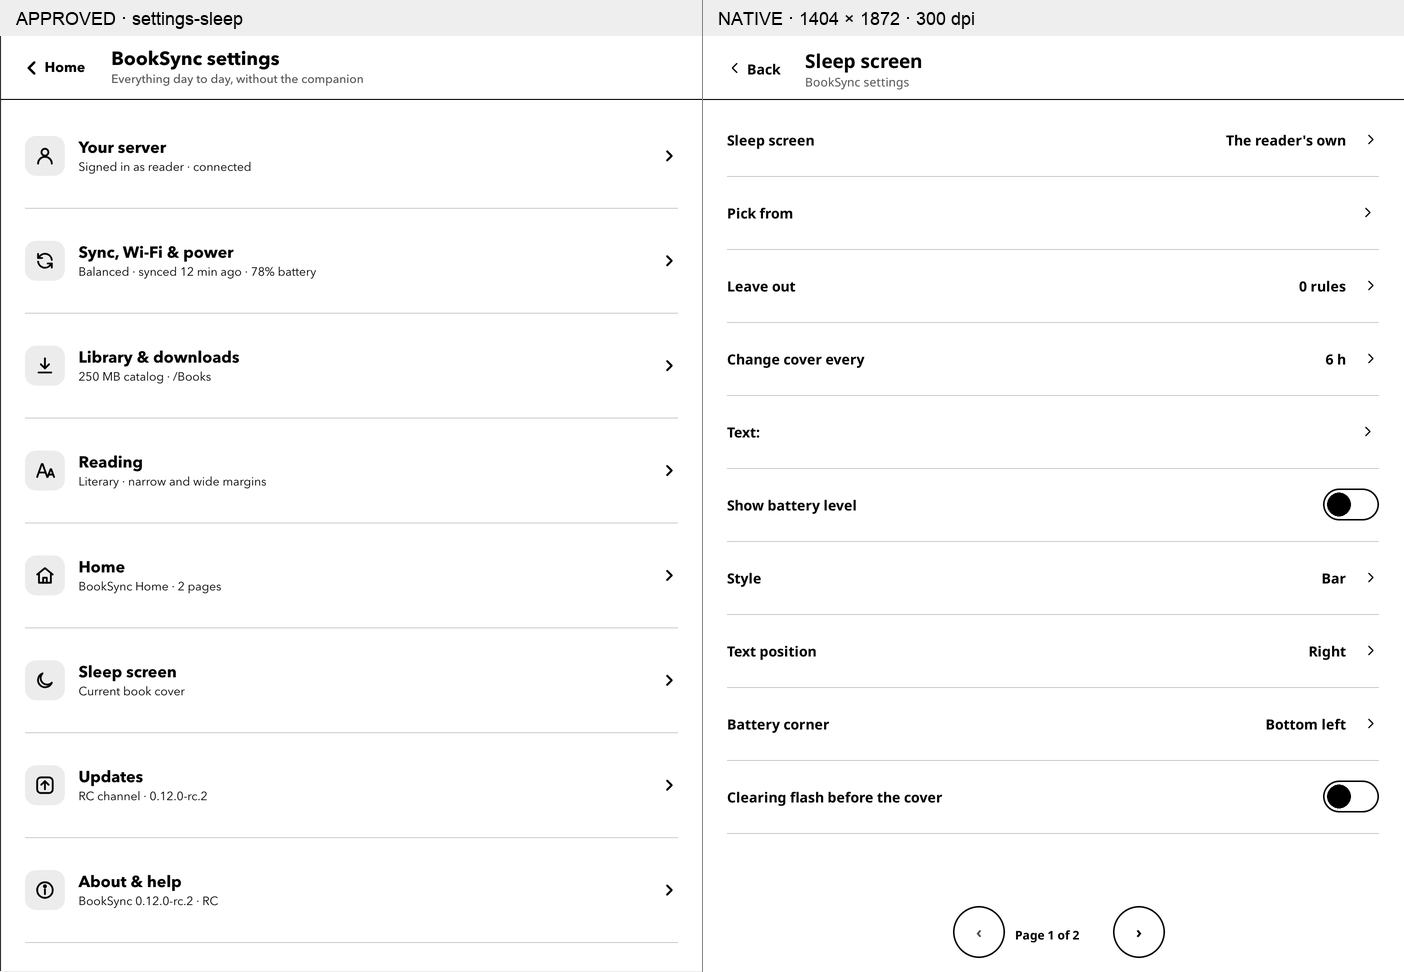 APPROVED · settings-sleep
Home
BookSync settings
Everything day to day, without the companion
Your server
Signed in as reader · connected
Sync, Wi-Fi & power
Balanced · synced 12 min ago · 78% battery
Library & downloads
250 MB catalog · /Books
Reading
Literary · narrow and wide margins
Home
BookSync Home · 2 pages
Sleep screen
Current book cover
Updates
RC channel · 0.12.0-rc.2
About & help
BookSync 0.12.0-rc.2 · RC
NATIVE · 1404 × 1872 · 300 dpi
Back
Sleep screen
BookSync settings
Sleep screen The reader's own
Pick from
Leave out 0 rules
Change cover every 6 h
Text:
Show battery level
Style Bar
Text position Right
Battery corner Bottom left
Clearing flash before the cover
‹ Page 1 of 2 ›